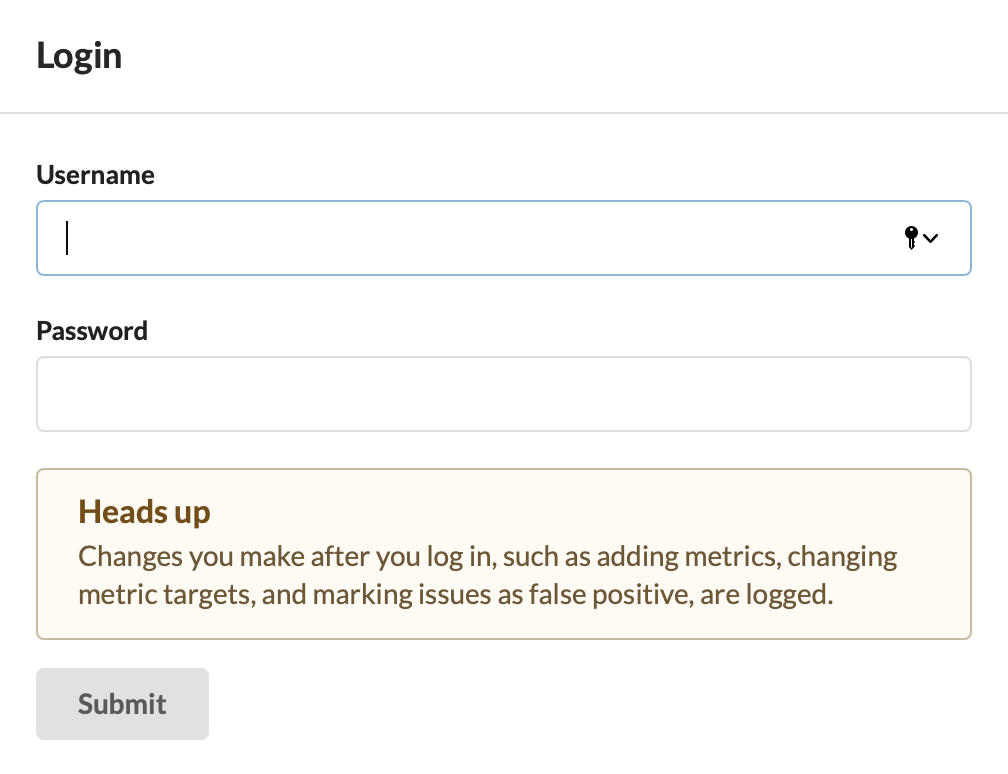 Login
Username
Password
Heads up
Changes you make after you log in, such as adding metrics, changing
metric targets, and marking issues as false positive, are logged.
Submit